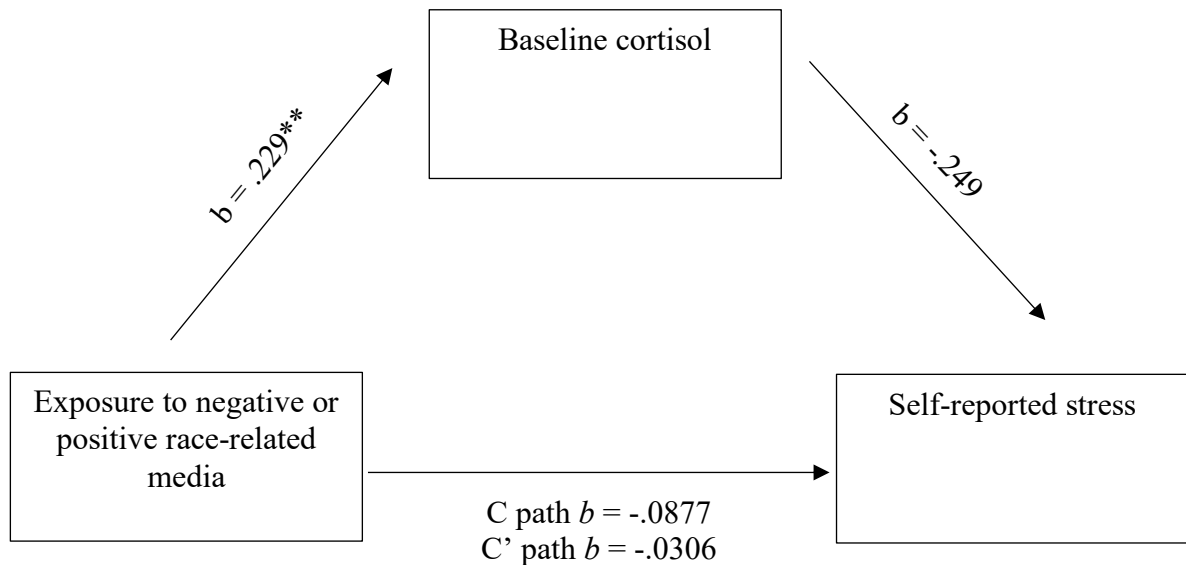 Baseline cortisol
b = .229**
b = -.249
Exposure to negative or
positive race-related
media
Self-reported stress
C path b = -.0877
C’ path b = -.0306